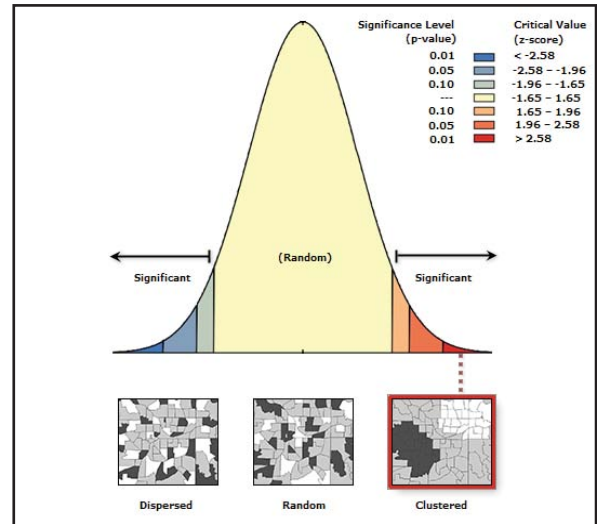 Significance Level Critical Value
(p-value) (z-score)
0.01 < -2.58
0.05 -2.58 – -1.96
0.10 -1.96 – -1.65
--- -1.65 – 1.65
0.10 1.65 – 1.96
0.05 1.96 – 2.58
0.01 > 2.58
(Random)
Significant Significant
Dispersed Random Clustered